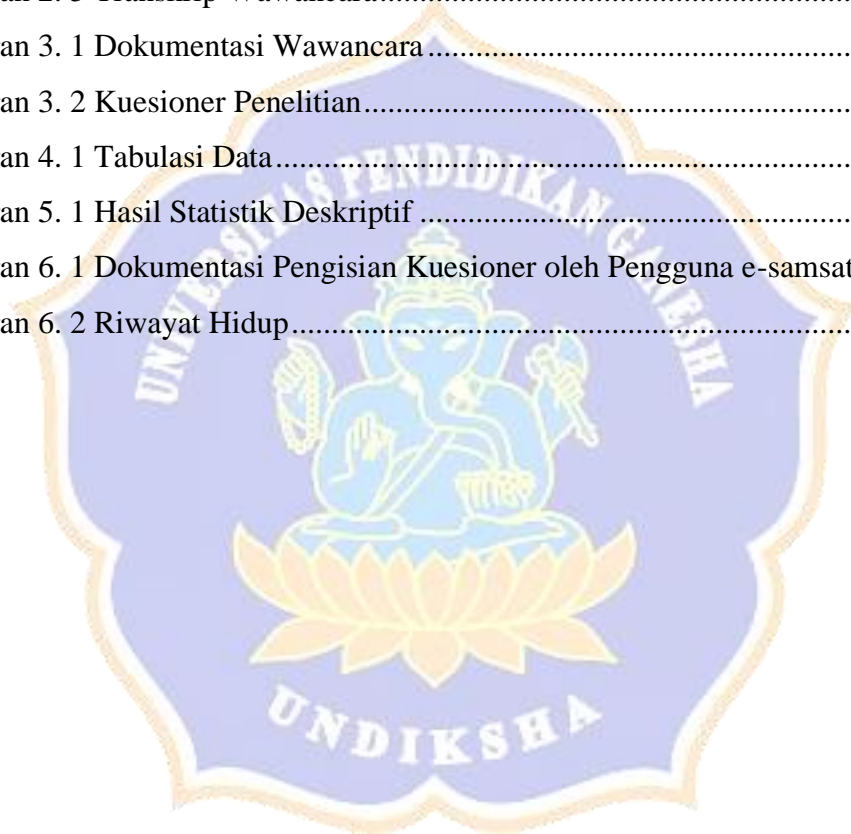 an 2. 3 Transkrip Wawancara........................................................
an 3. 1 Dokumentasi Wawancara........................................................
an 3. 2 Kuesioner Penelitian................................................................
an 4. 1 Tabulasi Data...........................................................................
an 5. 1 Hasil Statistik Deskriptif .........................................................
an 6. 1 Dokumentasi Pengisian Kuesioner oleh Pengguna e-samsat
an 6. 2 Riwayat Hidup.........................................................................
UNIVERSITAS PENDIDIKAN GANESHA
UNDIKSHA